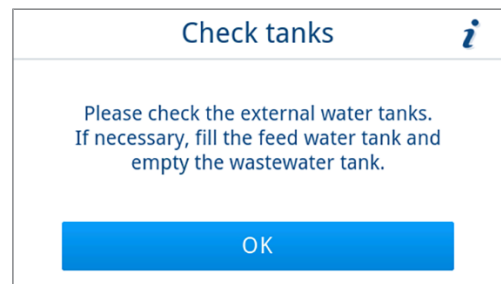 Check tanks
i
Please check the external water tanks.
If necessary, fill the feed water tank and
empty the wastewater tank.
OK